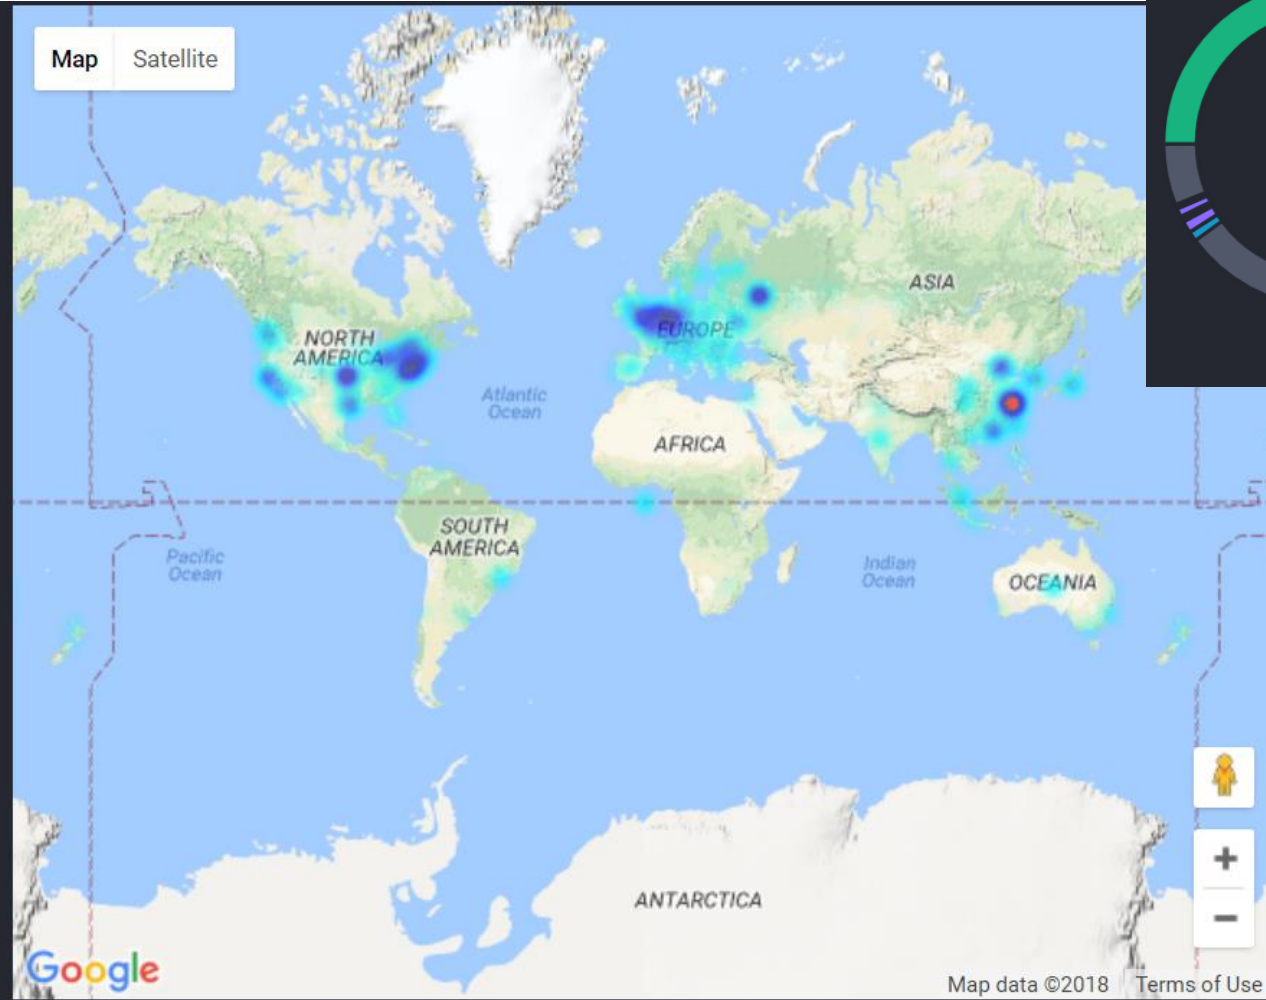 Map Satellite
ASIA
NORTH
AMERICA
EUROPE
Atlantic
Ocean
AFRICA
SOUTH
AMERICA
Pacific
Ocean
Indian
Ocean
OCEANIA
ANTARCTICA
+
−
Google
Map data ©2018 Terms of Use